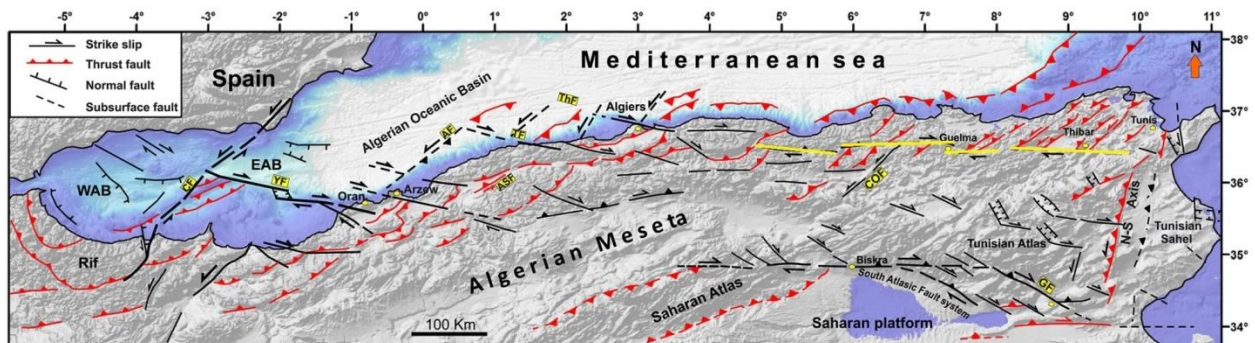 -5° -4° -3° -2° -1° 0° 1° 2° 3° 4° 5° 6° 7° 8° 9° 10° 11°
Strike slip
Thrust fault
Normal fault
Subsurface fault
Spain
Mediterranean sea
N
38°
Algerian Oceanic Basin
ThF
Algiers
37°
AF
TF
Guelma
Thibar
Tunis
EAB
WAB
CF
YF
Oran
Arzew
ASF
COF
36°
N-S Axis
Tunisian Sahel
Rif
Algerian Meseta
Tunisian Atlas
35°
Biskra
South Atlasic Fault system
GF
Saharan Atlas
100 Km
Saharan platform
34°